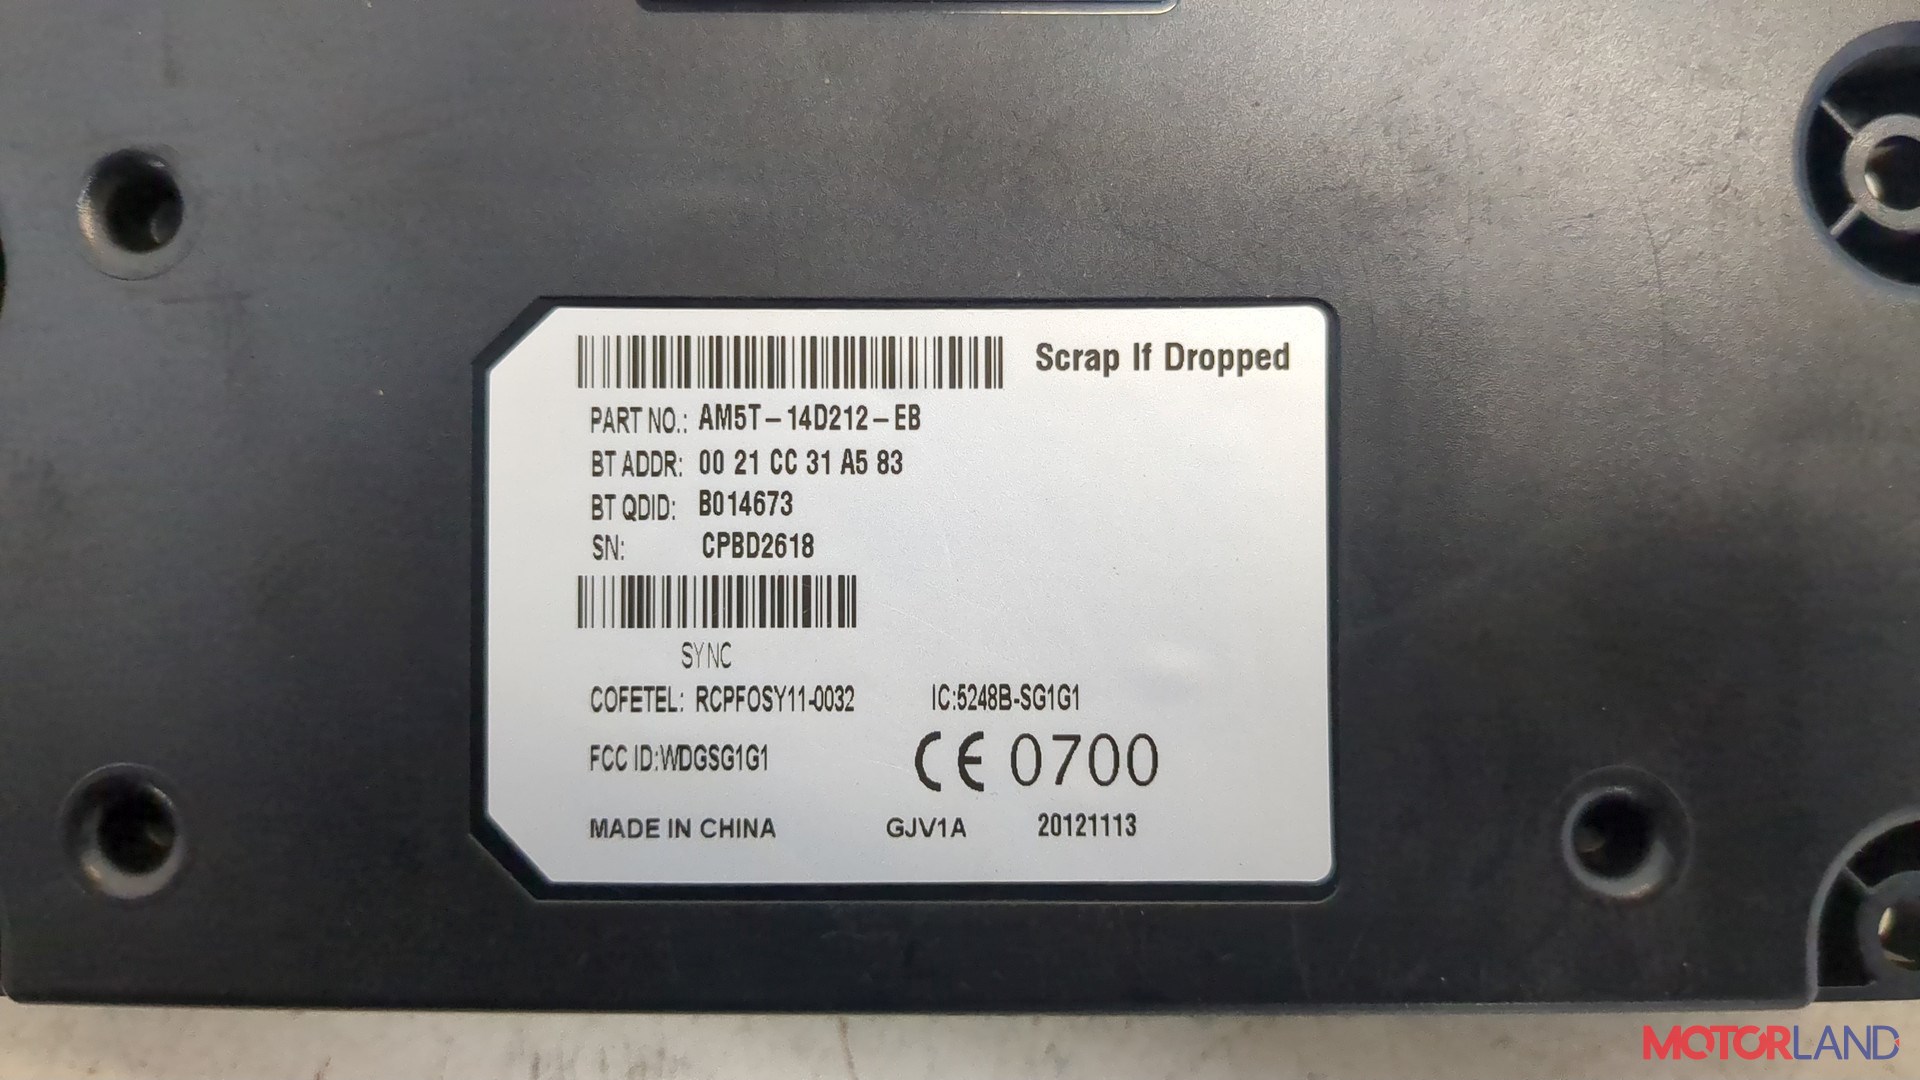 Scrap If Dropped
PART NO.: AM5T-14D212-EB
BT ADDR: 00 21 CC 31 A5 83
BT QDID: B014673
SN: CPBD2618
SYNC
COFETEL: RCPFOSY11-0032 IC:5248B-SG1G1
FCC ID:WDGSG1G1 CE 0700
MADE IN CHINA GJV1A 20121113
MOTORLAND